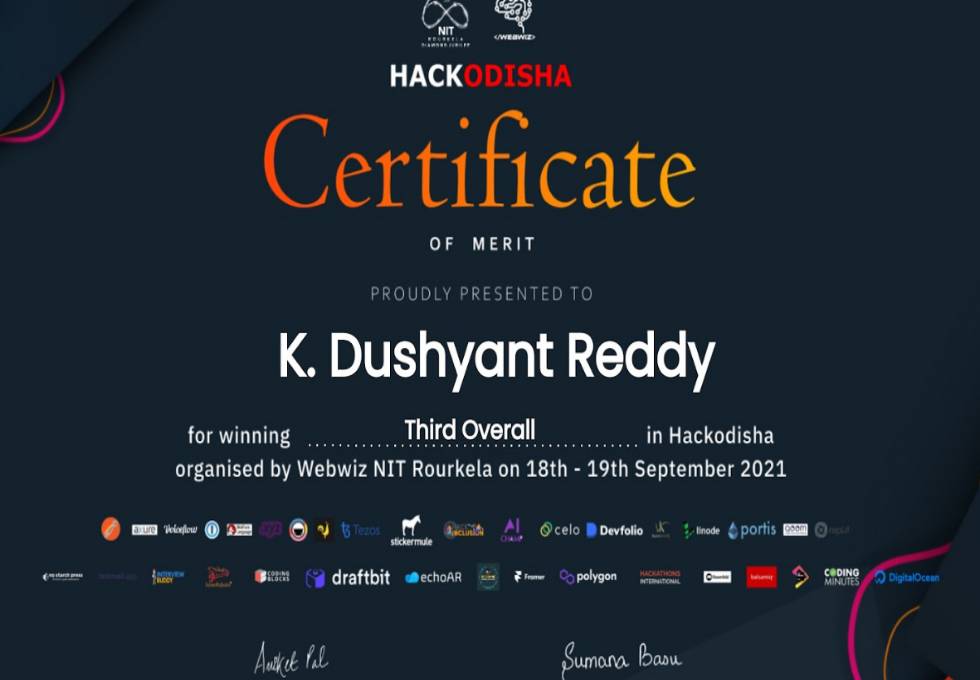 NIT
ROURKELA
DIAMOND JUBILEE
</WEBWIZ>
HACKODISHA
Certificate
OF MERIT
PROUDLY PRESENTED TO
K. Dushyant Reddy
for winning Third Overall in Hackodisha
organised by Webwiz NIT Rourkela on 18th - 19th September 2021
axure Voiceflow XYZ Tezos stickermule INCLUSION AI celo Devfolio linode portis
no starch press INTERVIEW BUDDY CODING BLOCKS draftbit echoAR Framer polygon HACKATHONS INTERNATIONAL balsamiq CODING MINUTES DigitalOcean
Aniket Pal Sumana Basu